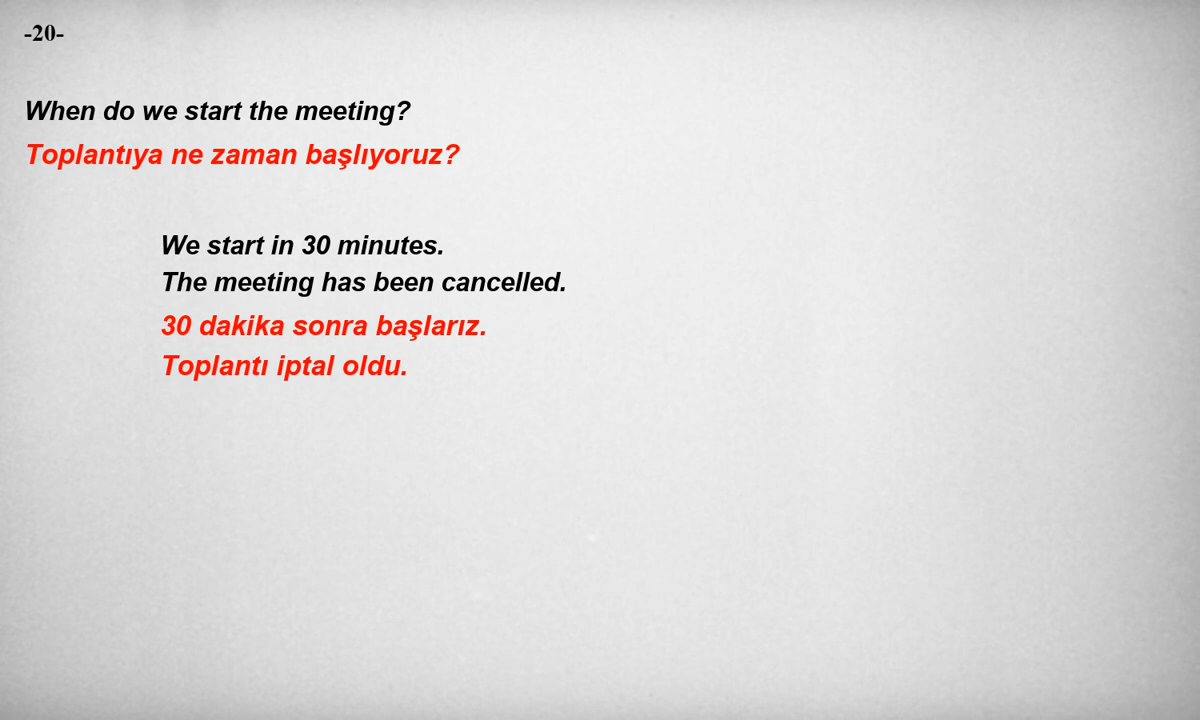 -20-
When do we start the meeting?
Toplantıya ne zaman başlıyoruz?
We start in 30 minutes.
The meeting has been cancelled.
30 dakika sonra başlarız.
Toplantı iptal oldu.